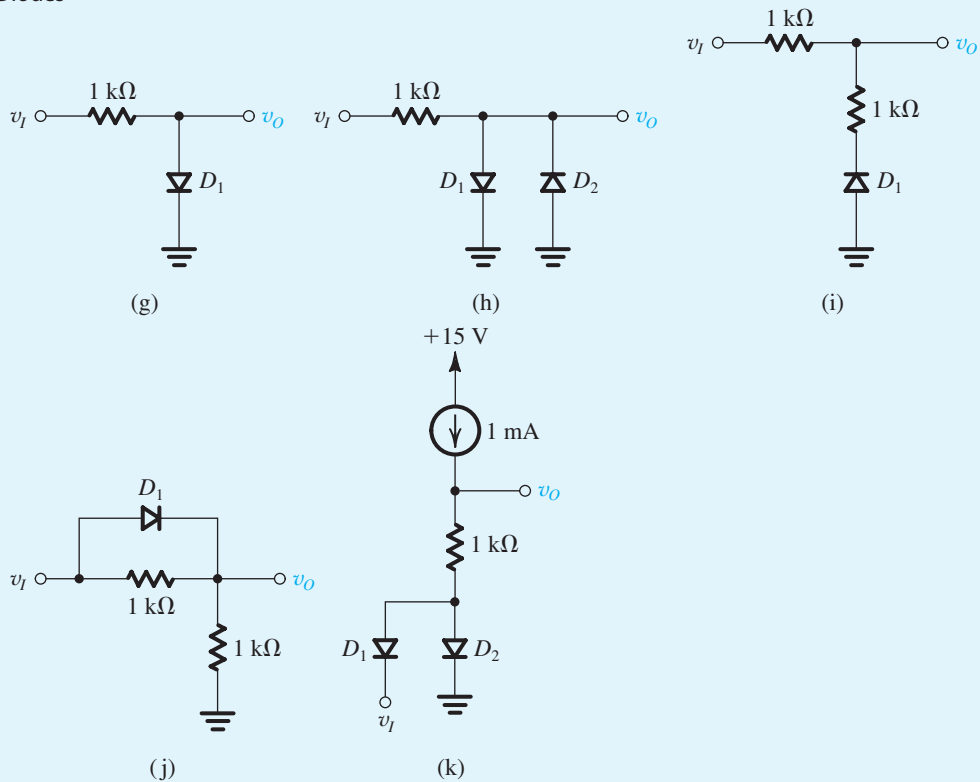 1 kΩ
v_I
v_O
1 kΩ
D_1
(g)
1 kΩ
v_I
v_O
D_1
D_2
(h)
v_I
v_O
1 kΩ
D_1
(i)
+15 V
1 mA
v_O
1 kΩ
D_1
D_2
v_I
(k)
D_1
v_I
v_O
1 kΩ
1 kΩ
(j)